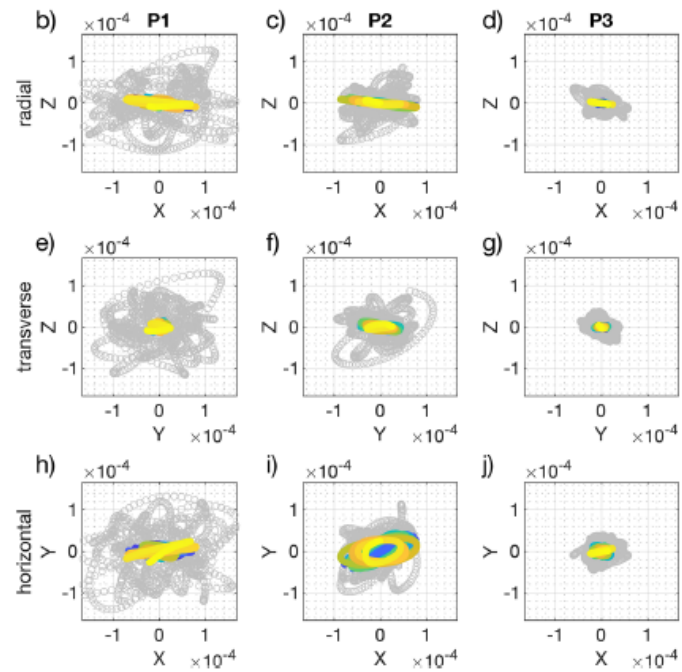 b) ×10⁻⁴ P1 c) ×10⁻⁴ P2 d) ×10⁻⁴ P3
radial
Z 1 0 -1
Z 1 0 -1
Z 1 0 -1
-1 0 1
-1 0 1
-1 0 1
X ×10⁻⁴ X ×10⁻⁴ X ×10⁻⁴
e) ×10⁻⁴ f) ×10⁻⁴ g) ×10⁻⁴
transverse
Z 1 0 -1
Z 1 0 -1
Z 1 0 -1
-1 0 1
-1 0 1
-1 0 1
Y ×10⁻⁴ Y ×10⁻⁴ Y ×10⁻⁴
h) ×10⁻⁴ i) ×10⁻⁴ j) ×10⁻⁴
horizontal
Y 1 0 -1
Y 1 0 -1
Y 1 0 -1
-1 0 1
-1 0 1
-1 0 1
X ×10⁻⁴ X ×10⁻⁴ X ×10⁻⁴